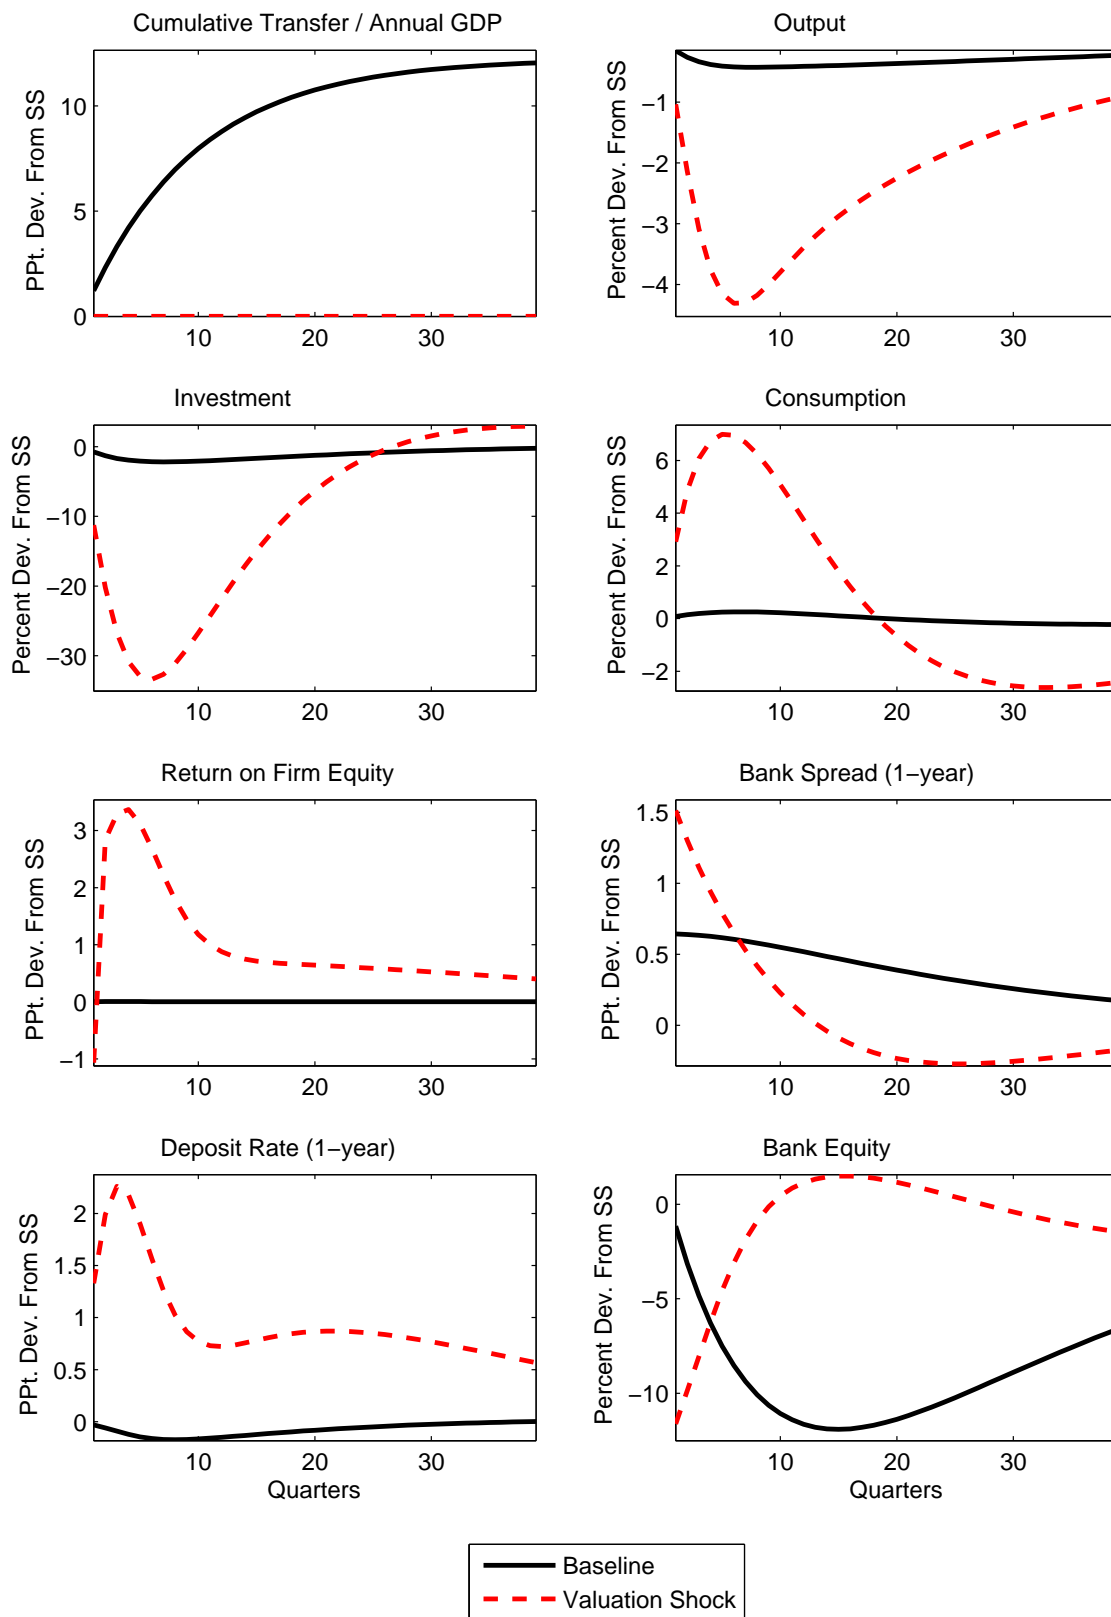 Cumulative Transfer / Annual GDP
PPt. Dev. From SS
10
5
0
10 20 30
Output
Percent Dev. From SS
−1
−2
−3
−4
10 20 30
Investment
Percent Dev. From SS
0
−10
−20
−30
10 20 30
Consumption
Percent Dev. From SS
6
4
2
0
−2
10 20 30
Return on Firm Equity
PPt. Dev. From SS
3
2
1
0
−1
10 20 30
Bank Spread (1−year)
PPt. Dev. From SS
1.5
1
0.5
0
10 20 30
Deposit Rate (1−year)
PPt. Dev. From SS
2
1.5
1
0.5
0
10 20 30
Quarters
Bank Equity
Percent Dev. From SS
0
−5
−10
10 20 30
Quarters
Baseline
Valuation Shock